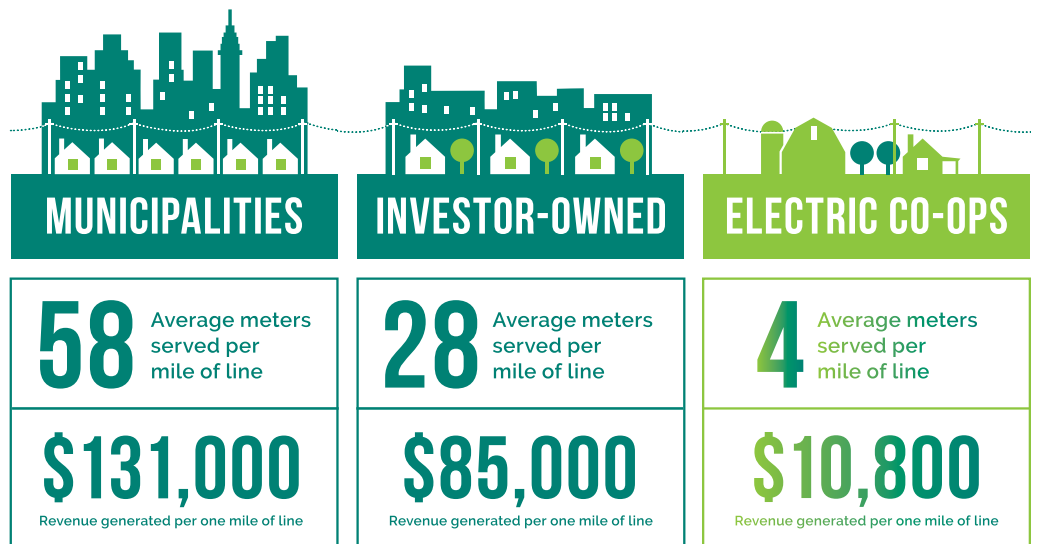 MUNICIPALITIES
58
Average meters
served per
mile of line
$131,000
Revenue generated per one mile of line
INVESTOR-OWNED
28
Average meters
served per
mile of line
$85,000
Revenue generated per one mile of line
ELECTRIC CO-OPS
4
Average meters
served per
mile of line
$10,800
Revenue generated per one mile of line